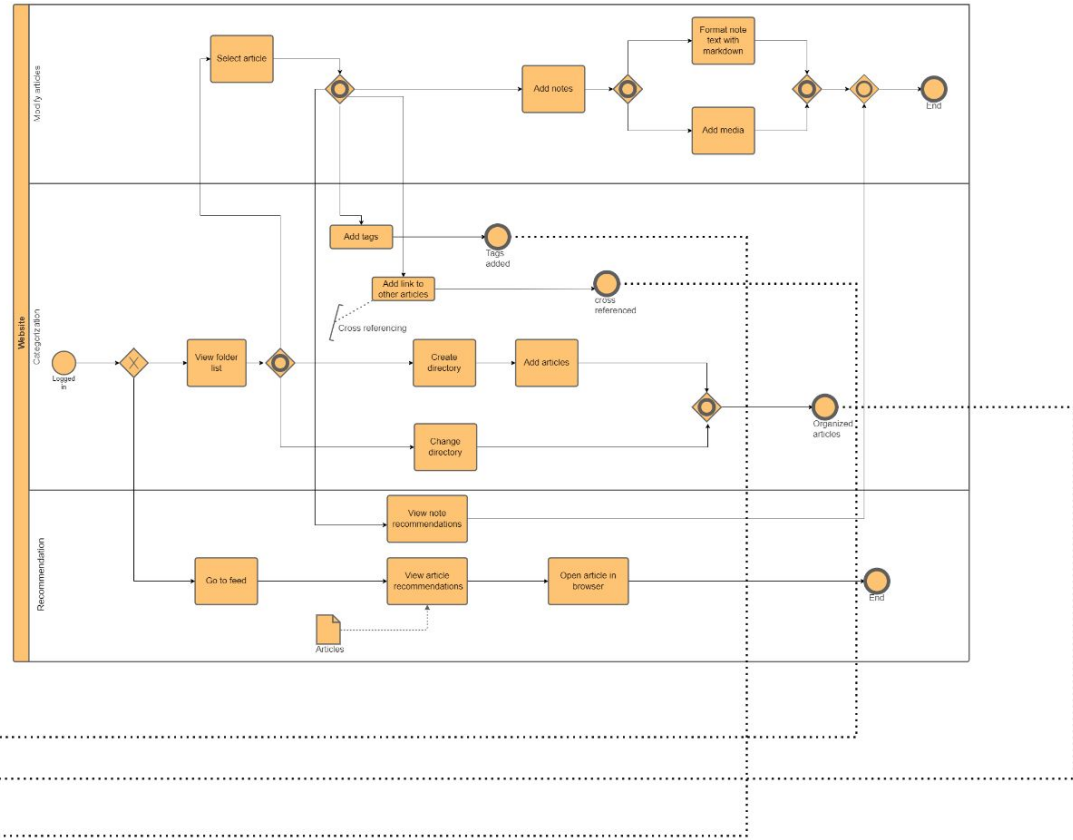 Website
Modify articles
Select article
Add notes
Format note
text with
markdown
Add media
End
Categorization
Add tags
Tags
added
Add link to
other articles
cross
referenced
Cross referencing
Logged
in
View folder
list
Create
directory
Add articles
Change
directory
Organized
articles
Recommendation
View note
recommendations
Go to feed
View article
recommendations
Open article in
browser
End
Articles